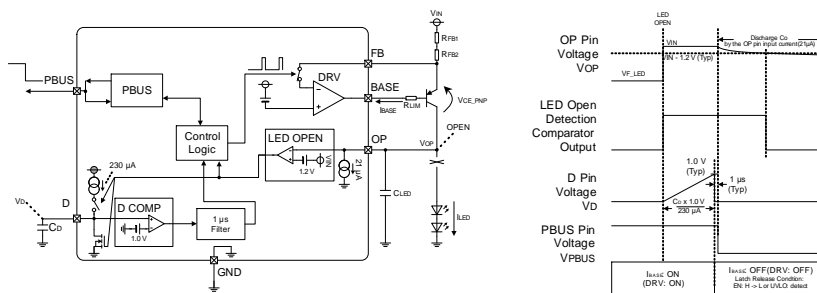 VIN
RFB1
RFB2
FB
DRV
PBUS
PBUS
BASE
IBASE
RLIM
VCE_PNP
Control
Logic
LED OPEN
OP
VOP
OPEN
VIN
1.2 V
21 µA
230 µA
D
VD
CD
D COMP
1.0 V
1 µs
Filter
CLED
ILED
GND
LED
OPEN
OP Pin
Voltage
VOP
VIN
Discharge Co
by the OP pin input current(21µA)
VIN - 1.2 V (Typ)
VF_LED
LED Open
Detection
Comparator
Output
D Pin
Voltage
VD
1.0 V
(Typ)
1 µs
(Typ)
CD x 1.0 V
230 µA
PBUS Pin
Voltage
VPBUS
IBASE ON
(DRV: ON)
IBASE OFF(DRV: OFF)
Latch Release Condition:
EN: H -> L or UVLO: detect